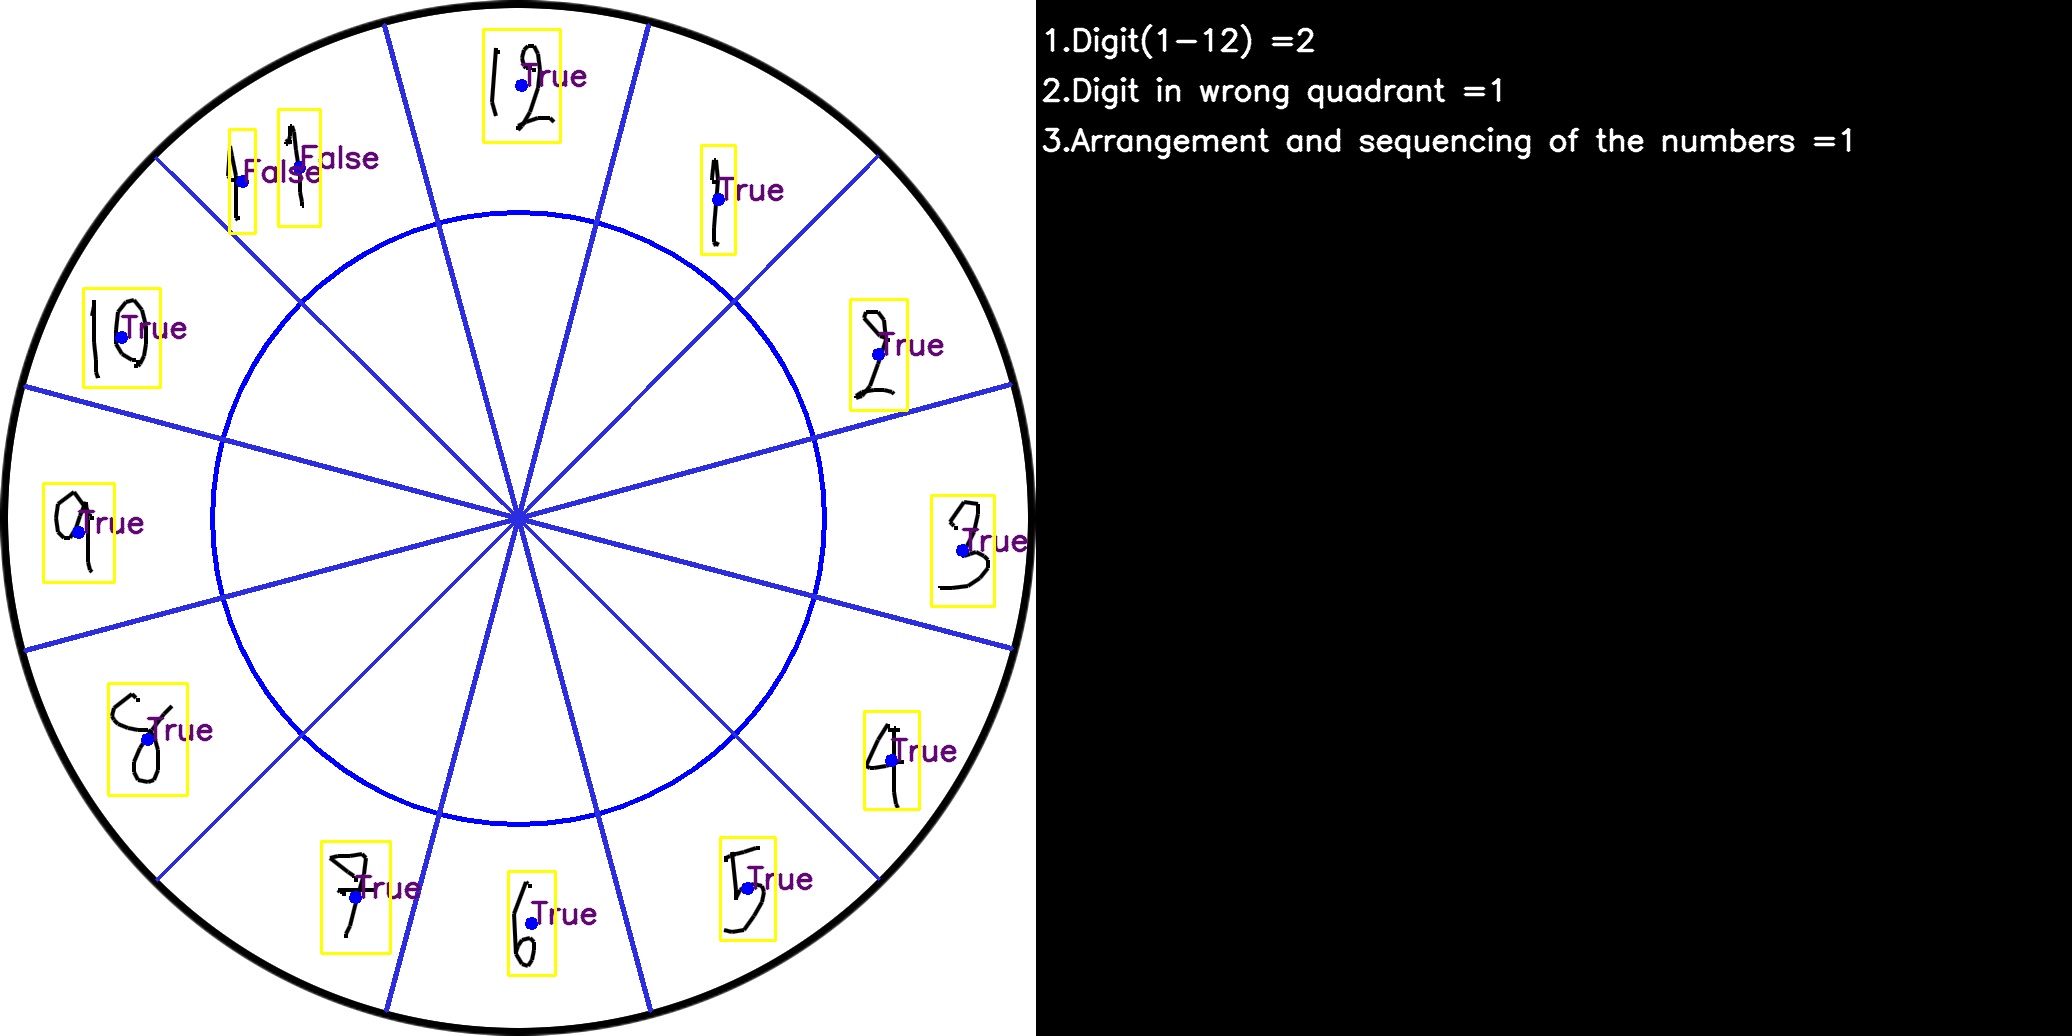 12 True
1 False
1 False
1 True
10 True
2 True
9 True
3 True
8 True
4 True
7 True
6 True
5 True
1.Digit(1-12) =2
2.Digit in wrong quadrant =1
3.Arrangement and sequencing of the numbers =1